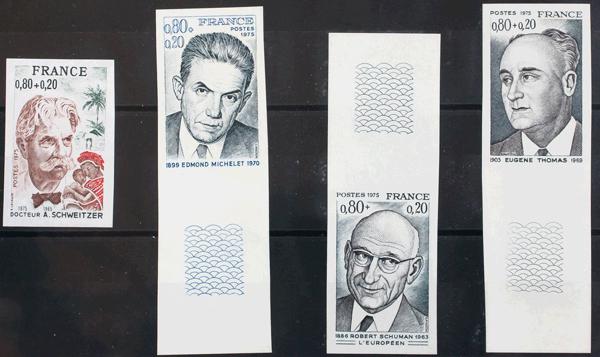 FRANCE
0,80+0,20
POSTES 1975
1875 1965
DOCTEUR A. SCHWEITZER
0,80+ FRANCE
0,20 POSTES 1975
1899 EDMOND MICHELET 1970
POSTES 1975 FRANCE
0,80+ 0,20
1886 ROBERT SCHUMAN 1963
L'EUROPÉEN
POSTES 1975 FRANCE
0,80+0,20
1903 EUGENE THOMAS 1969